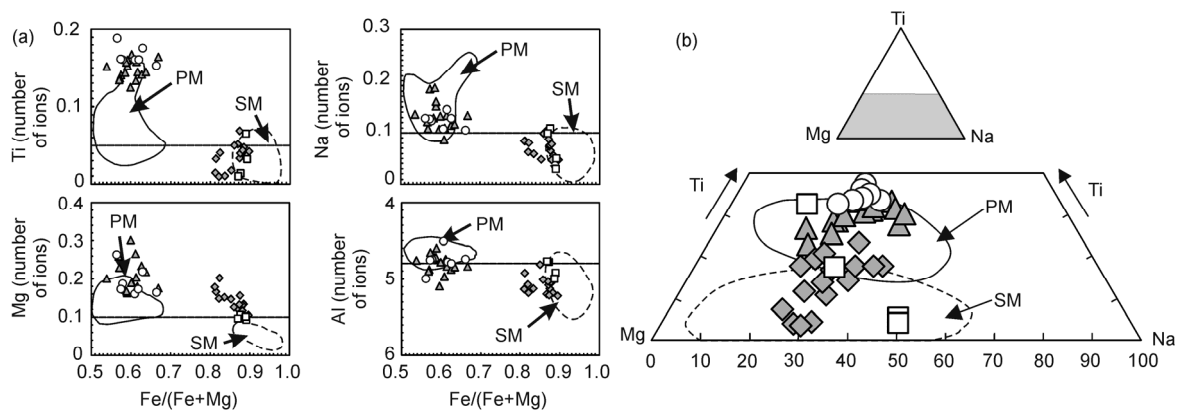 (a)
0.2
0.1
0
Ti (number
of ions)
PM
SM
0.3
0.2
0.1
0
Na (number
of ions)
PM
SM
0.4
0.3
0.2
0.1
0
Mg (number
of ions)
PM
SM
0.5 0.6 0.7 0.8 0.9 1.0
Fe/(Fe+Mg)
4
5
6
Al (number
of ions)
PM
SM
0.5 0.6 0.7 0.8 0.9 1.0
Fe/(Fe+Mg)
(b)
Ti
Mg Na
Ti Ti
PM
SM
Mg Na
0 10 20 30 40 50 60 70 80 90 100